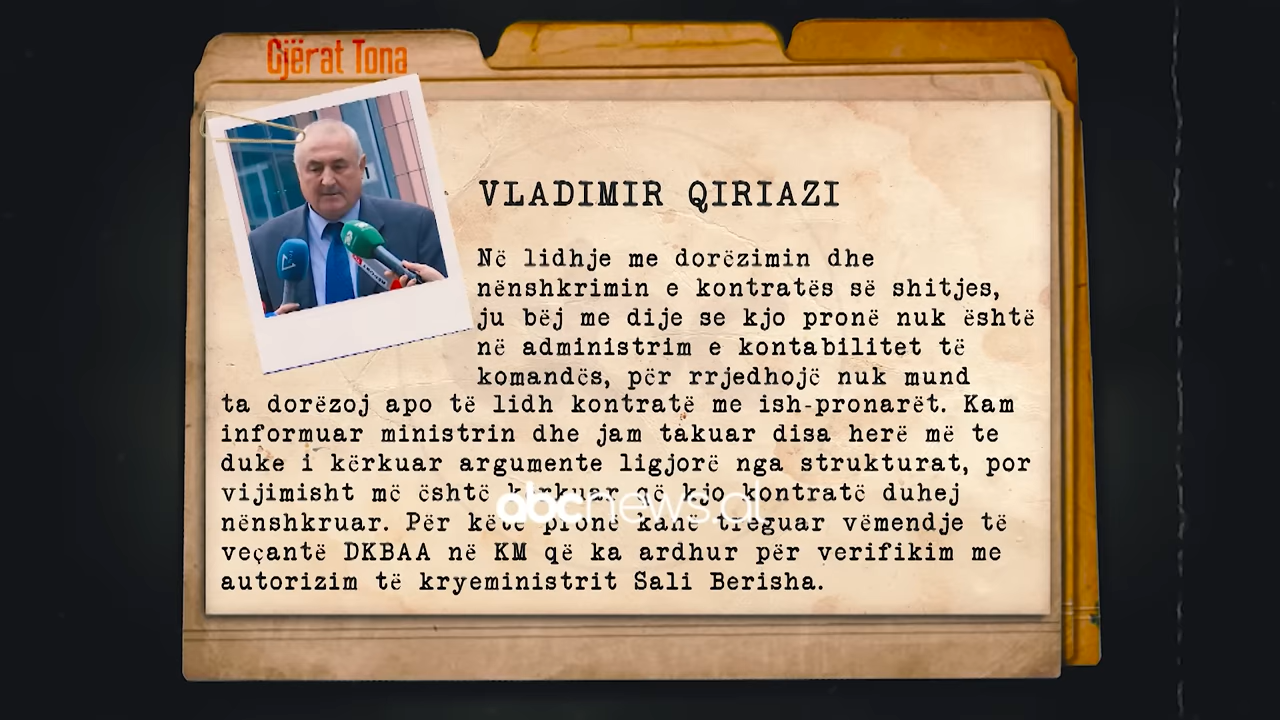 Gjërat Tona
VLADIMIR QIRIAZI
Në lidhje me dorëzimin dhe
nënshkrimin e kontratës së shitjes,
ju bëj me dije se kjo pronë nuk është
në administrim e kontabilitet të
komandës, për rrjedhojë nuk mund
ta dorëzoj apo të lidh kontratë me ish-pronarët. Kam
informuar ministrin dhe jam takuar disa herë më te
duke i kërkuar argumente ligjorë nga strukturat, por
vijimisht më është kërkuar që kjo kontratë duhej
abcnews.al
nënshkruar. Për këtë pronë kanë treguar vëmendje të
veçantë DKBAA në KM që ka ardhur për verifikim me
autorizim të kryeministrit Sali Berisha.